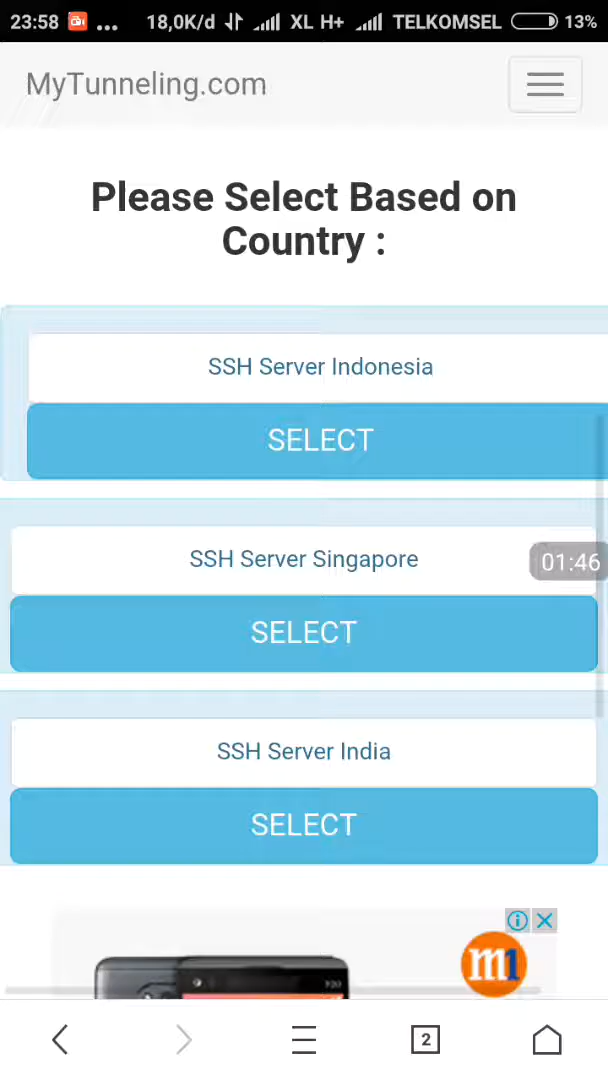 23:58 ... 18,0K/d XL H+ TELKOMSEL 13%
MyTunneling.com
Please Select Based on
Country :
SSH Server Indonesia
SELECT
SSH Server Singapore
01:46
SELECT
SSH Server India
SELECT
m1
2